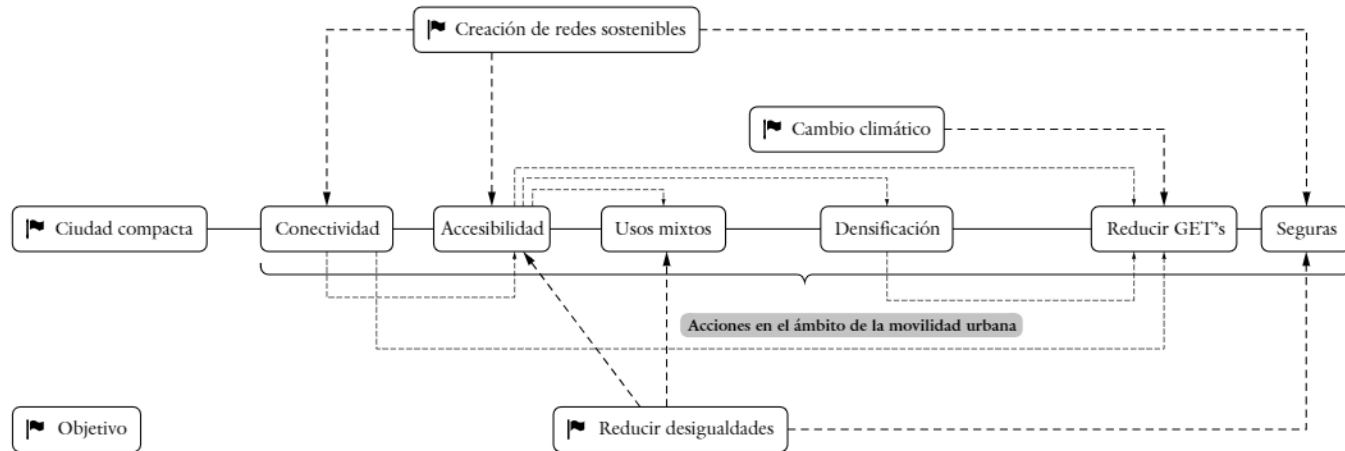 Creación de redes sostenibles
Cambio climático
Ciudad compacta
Conectividad
Accesibilidad
Usos mixtos
Densificación
Reducir GET's
Seguras
Acciones en el ámbito de la movilidad urbana
Objetivo
Reducir desigualdades